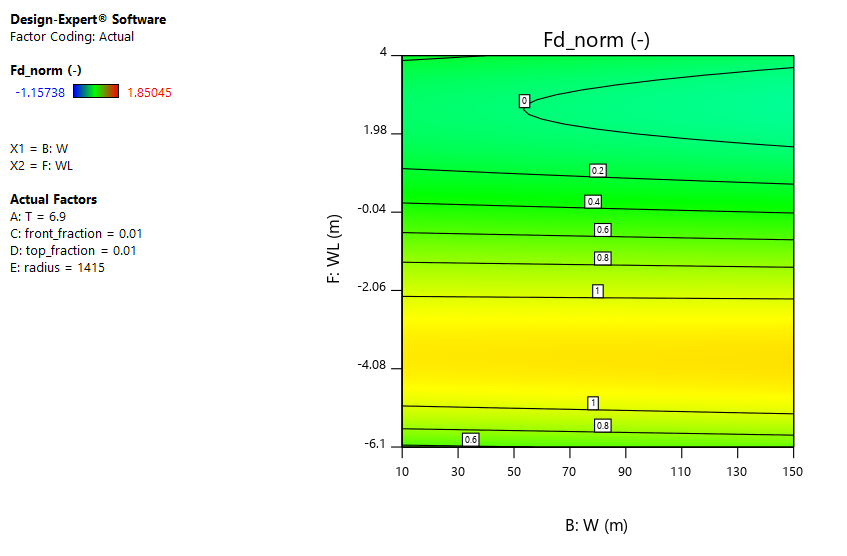 Design-Expert® Software
Factor Coding: Actual
Fd_norm (-)
-1.15738 1.85045
X1 = B: W
X2 = F: WL
Actual Factors
A: T = 6.9
C: front_fraction = 0.01
D: top_fraction = 0.01
E: radius = 1415
Fd_norm (-)
4
1.98
-0.04
-2.06
-4.08
-6.1
F: WL (m)
0
0.2
0.4
0.6
0.8
1
1
0.8
0.6
10 30 50 70 90 110 130 150
B: W (m)